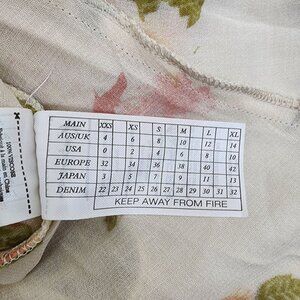 MAIN XXS XS S M L XL
AUS/UK 4 6 8 10 12 14
USA 0 2 4 6 8 10
EUROPE 32 34 36 38 40 42
JAPAN 3 5 7 9 11 13
DENIM 22 23 24 25 26 27 28 29 30 31 32
KEEP AWAY FROM FIRE
100% VISCOSE